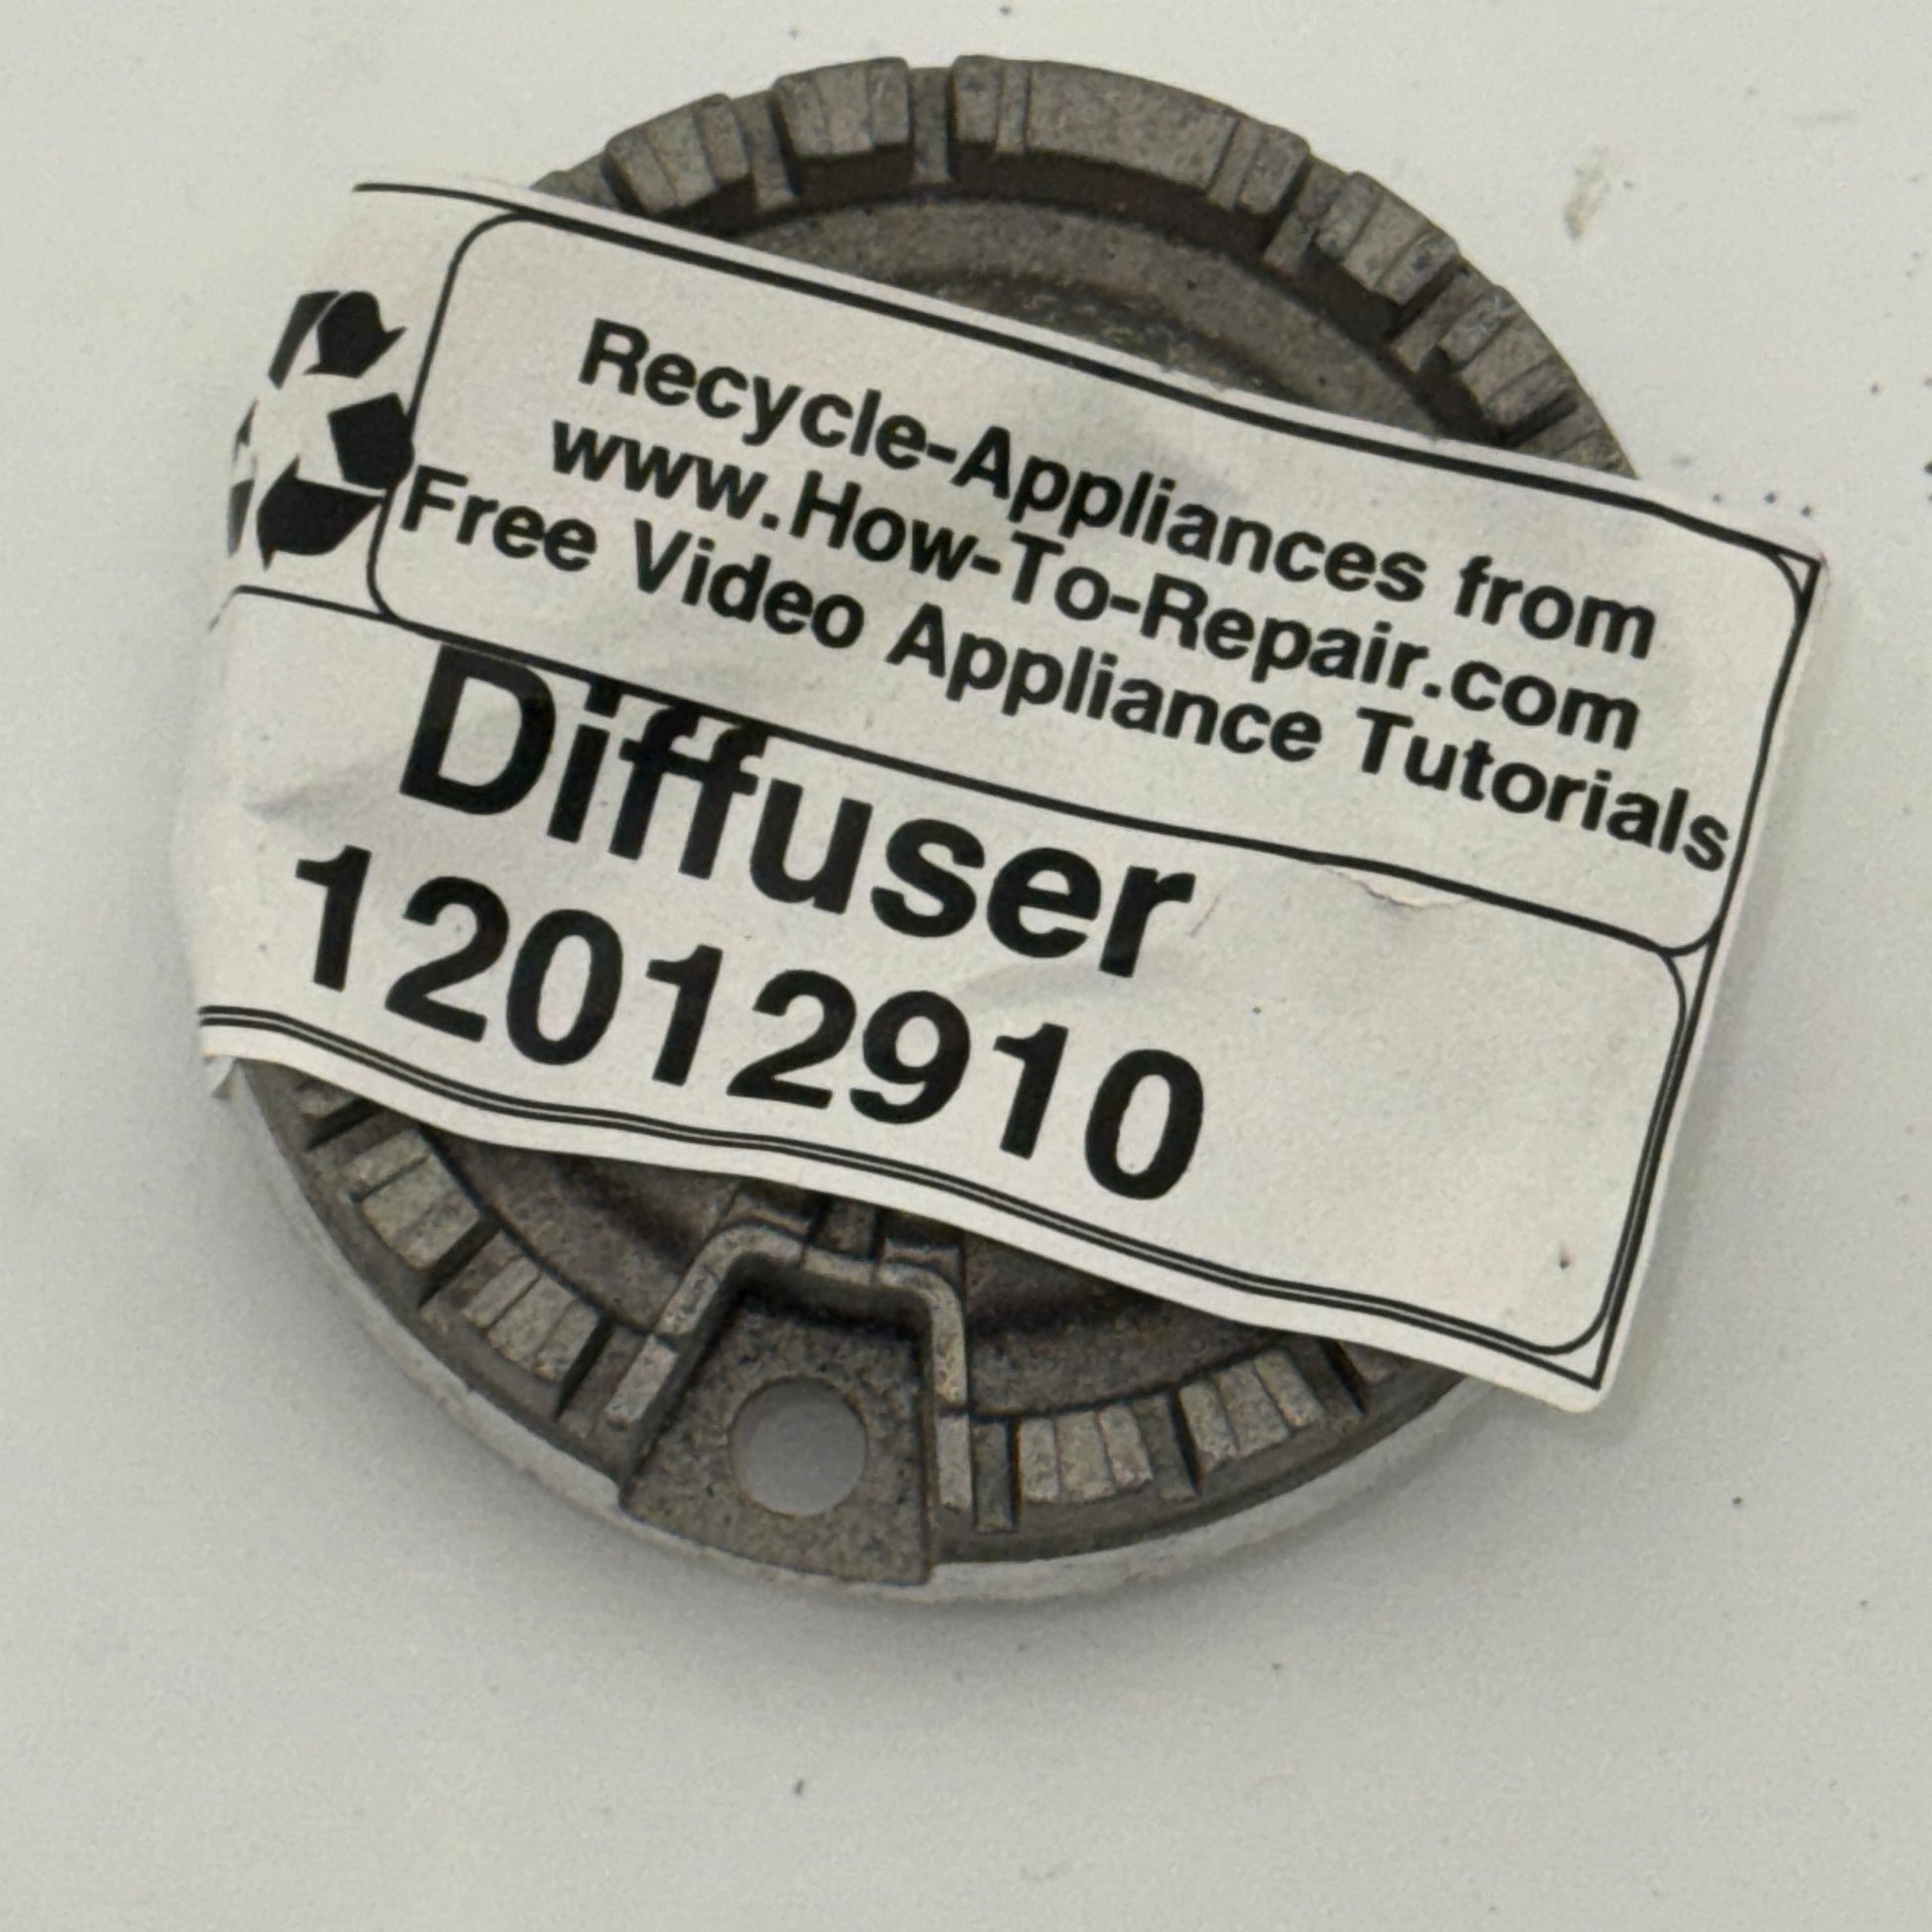 Recycle-Appliances from
www.How-To-Repair.com
Free Video Appliance Tutorials
Diffuser
12012910